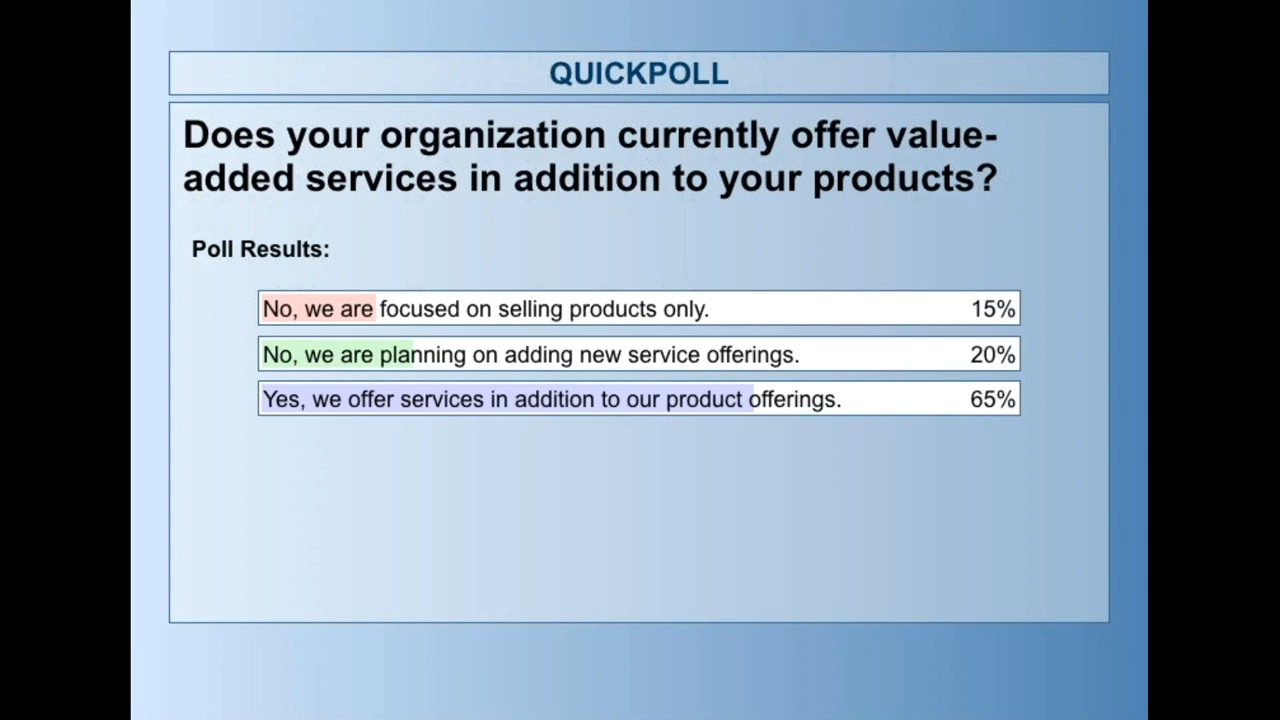 QUICKPOLL
Does your organization currently offer value-
added services in addition to your products?
Poll Results:
No, we are focused on selling products only. 15%
No, we are planning on adding new service offerings. 20%
Yes, we offer services in addition to our product offerings. 65%